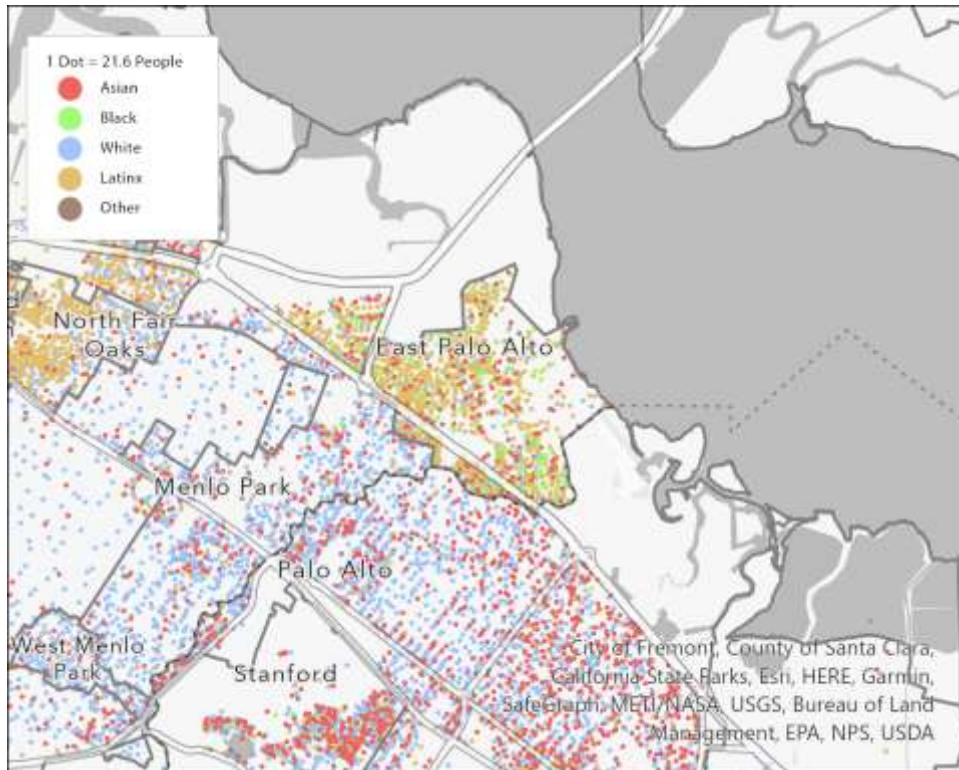 1 Dot = 21.6 People
Asian
Black
White
Latinx
Other
North Fair
Oaks
East Palo Alto
Menlo Park
Palo Alto
West Menlo
Park
Stanford
City of Fremont, County of Santa Clara,
California State Parks, Esri, HERE, Garmin,
SafeGraph, METI/NASA, USGS, Bureau of Land
Management, EPA, NPS, USDA